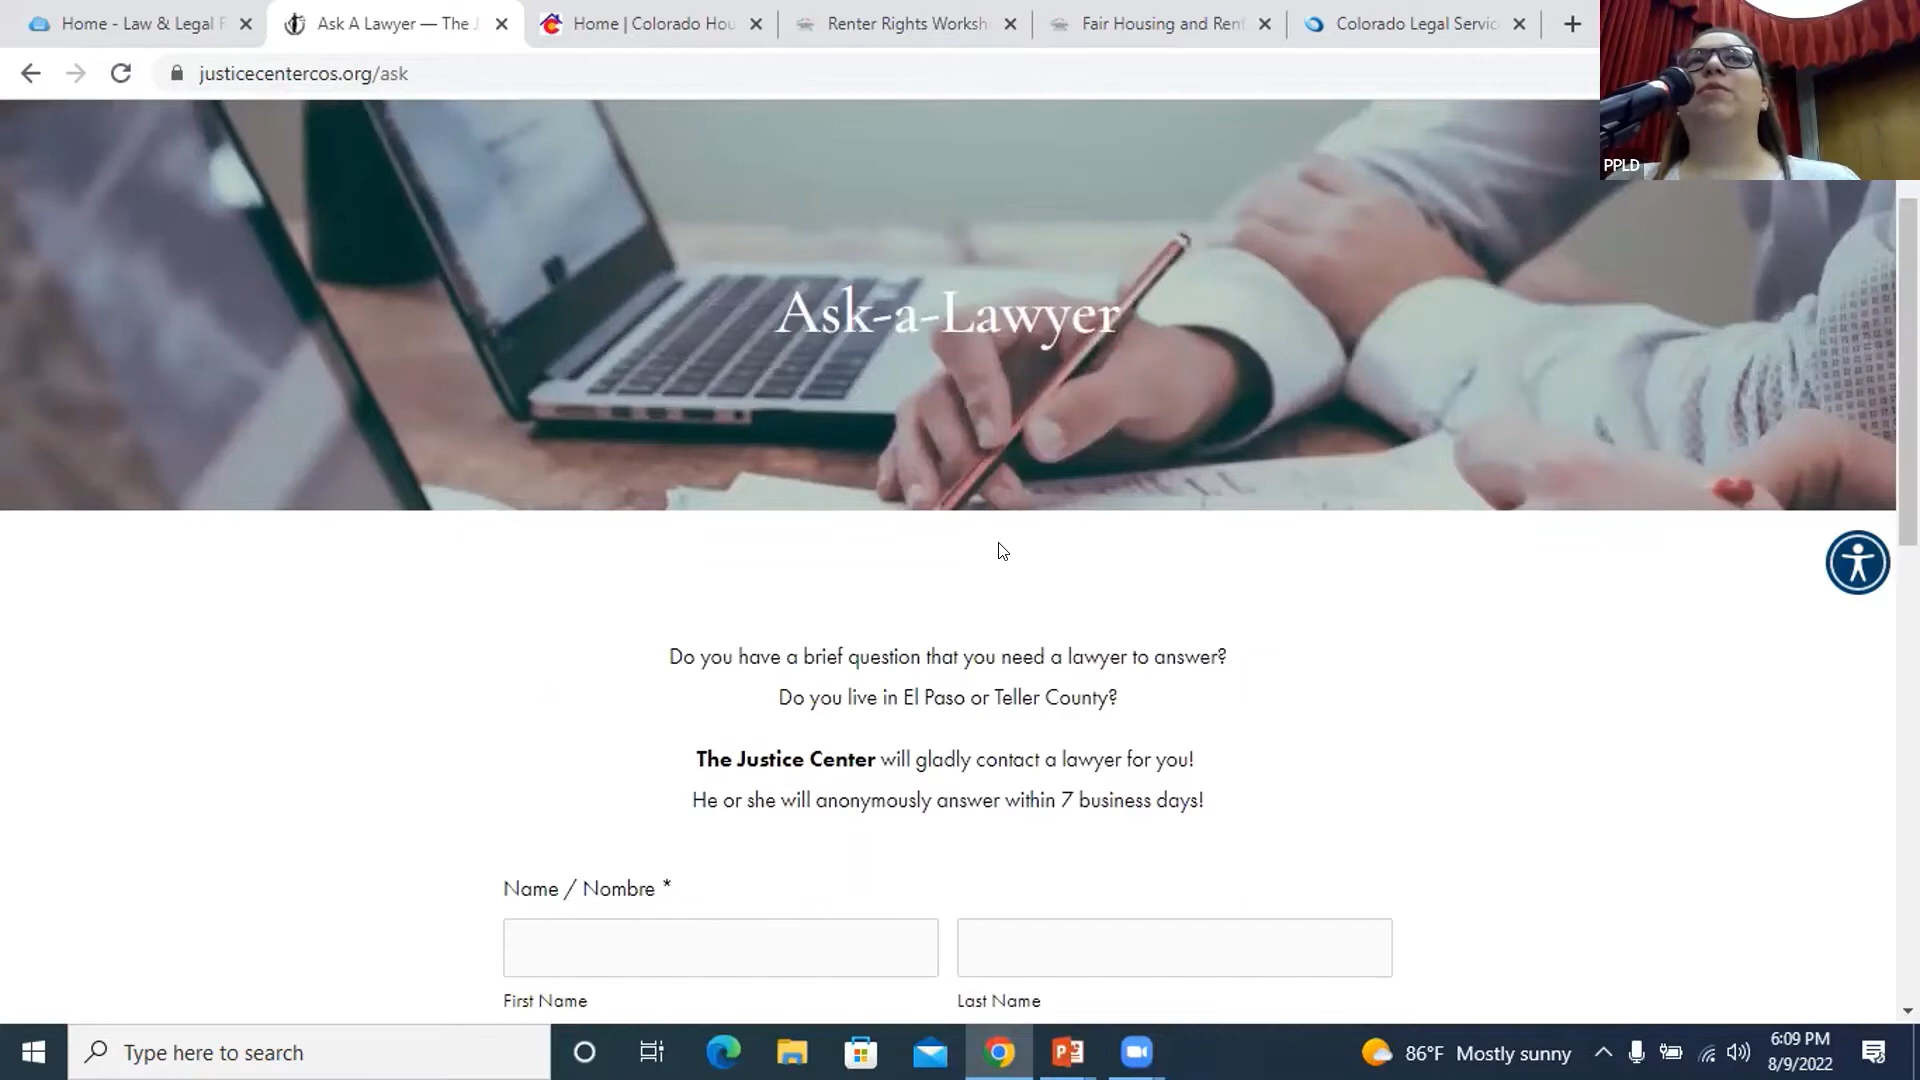 Home - Law & Legal F
Ask A Lawyer — The J
Home | Colorado Hou
Renter Rights Worksh
Fair Housing and Rent
Colorado Legal Servic
justicecentercos.org/ask
PPLD
Ask-a-Lawyer
Do you have a brief question that you need a lawyer to answer?
Do you live in El Paso or Teller County?
The Justice Center will gladly contact a lawyer for you!
He or she will anonymously answer within 7 business days!
Name / Nombre *
First Name
Last Name
Type here to search
86°F Mostly sunny
6:09 PM
8/9/2022